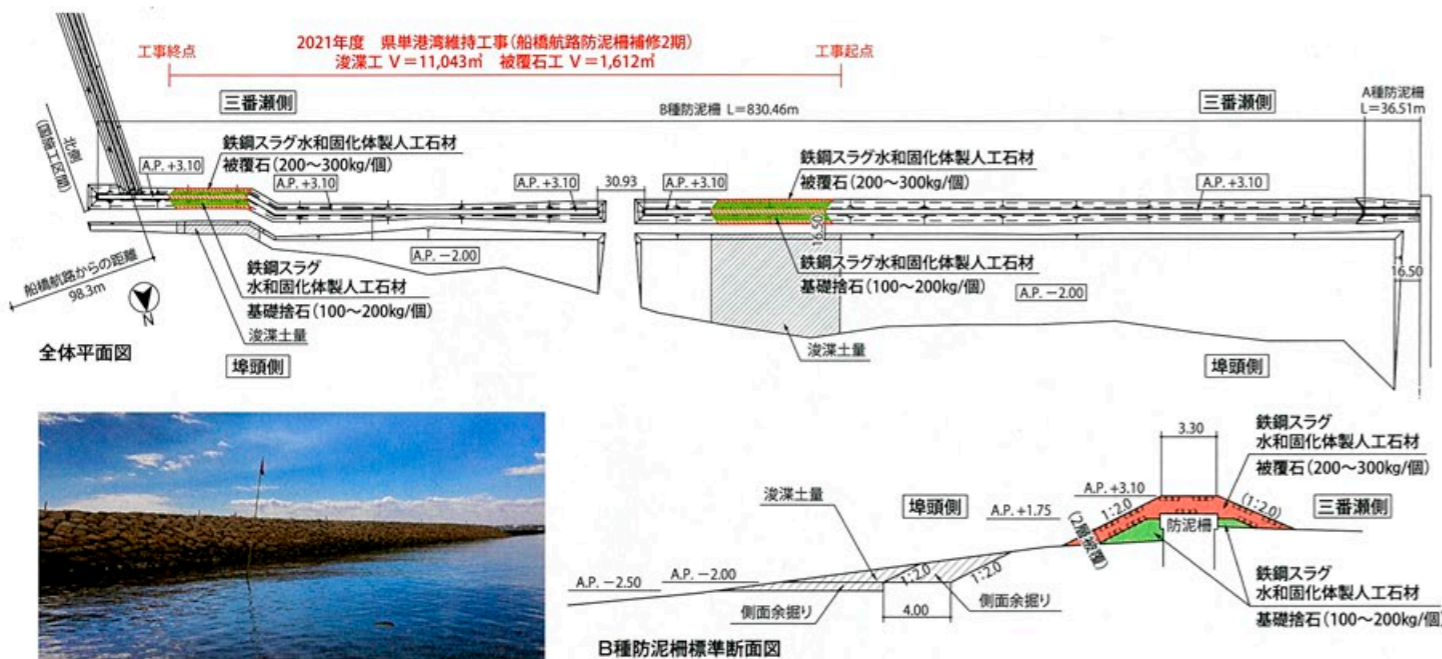 2021年度 県単港湾維持工事(船橋航路防泥柵補修2期)
浚渫工 V=11,043㎥ 被覆石工 V=1,612㎥
工事終点
工事起点
三番瀬側
B種防泥柵 L=830.46m
三番瀬側
A種防泥柵
L=36.51m
北側
(国施工区間)
A.P. +3.10
鉄鋼スラグ水和固化体製人工石材
被覆石(200〜300kg/個)
A.P. +3.10
A.P. +3.10
30.93
A.P. +3.10
鉄鋼スラグ水和固化体製人工石材
被覆石(200〜300kg/個)
A.P. +3.10
16.50
A.P. −2.00
鉄鋼スラグ水和固化体製人工石材
基礎捨石(100〜200kg/個)
A.P. −2.00
16.50
船橋航路からの距離
98.3m
N
鉄鋼スラグ
水和固化体製人工石材
基礎捨石(100〜200kg/個)
浚渫土量
浚渫土量
全体平面図
埠頭側
埠頭側
3.30
鉄鋼スラグ
水和固化体製人工石材
被覆石(200〜300kg/個)
浚渫土量
埠頭側
A.P. +3.10
A.P. +1.75
1:2.0
(1:2.0)
三番瀬側
防泥柵
(2層被覆)
A.P. −2.50
A.P. −2.00
1:2.0
1:2.0
側面余掘り
4.00
側面余掘り
鉄鋼スラグ
水和固化体製人工石材
基礎捨石(100〜200kg/個)
B種防泥柵標準断面図